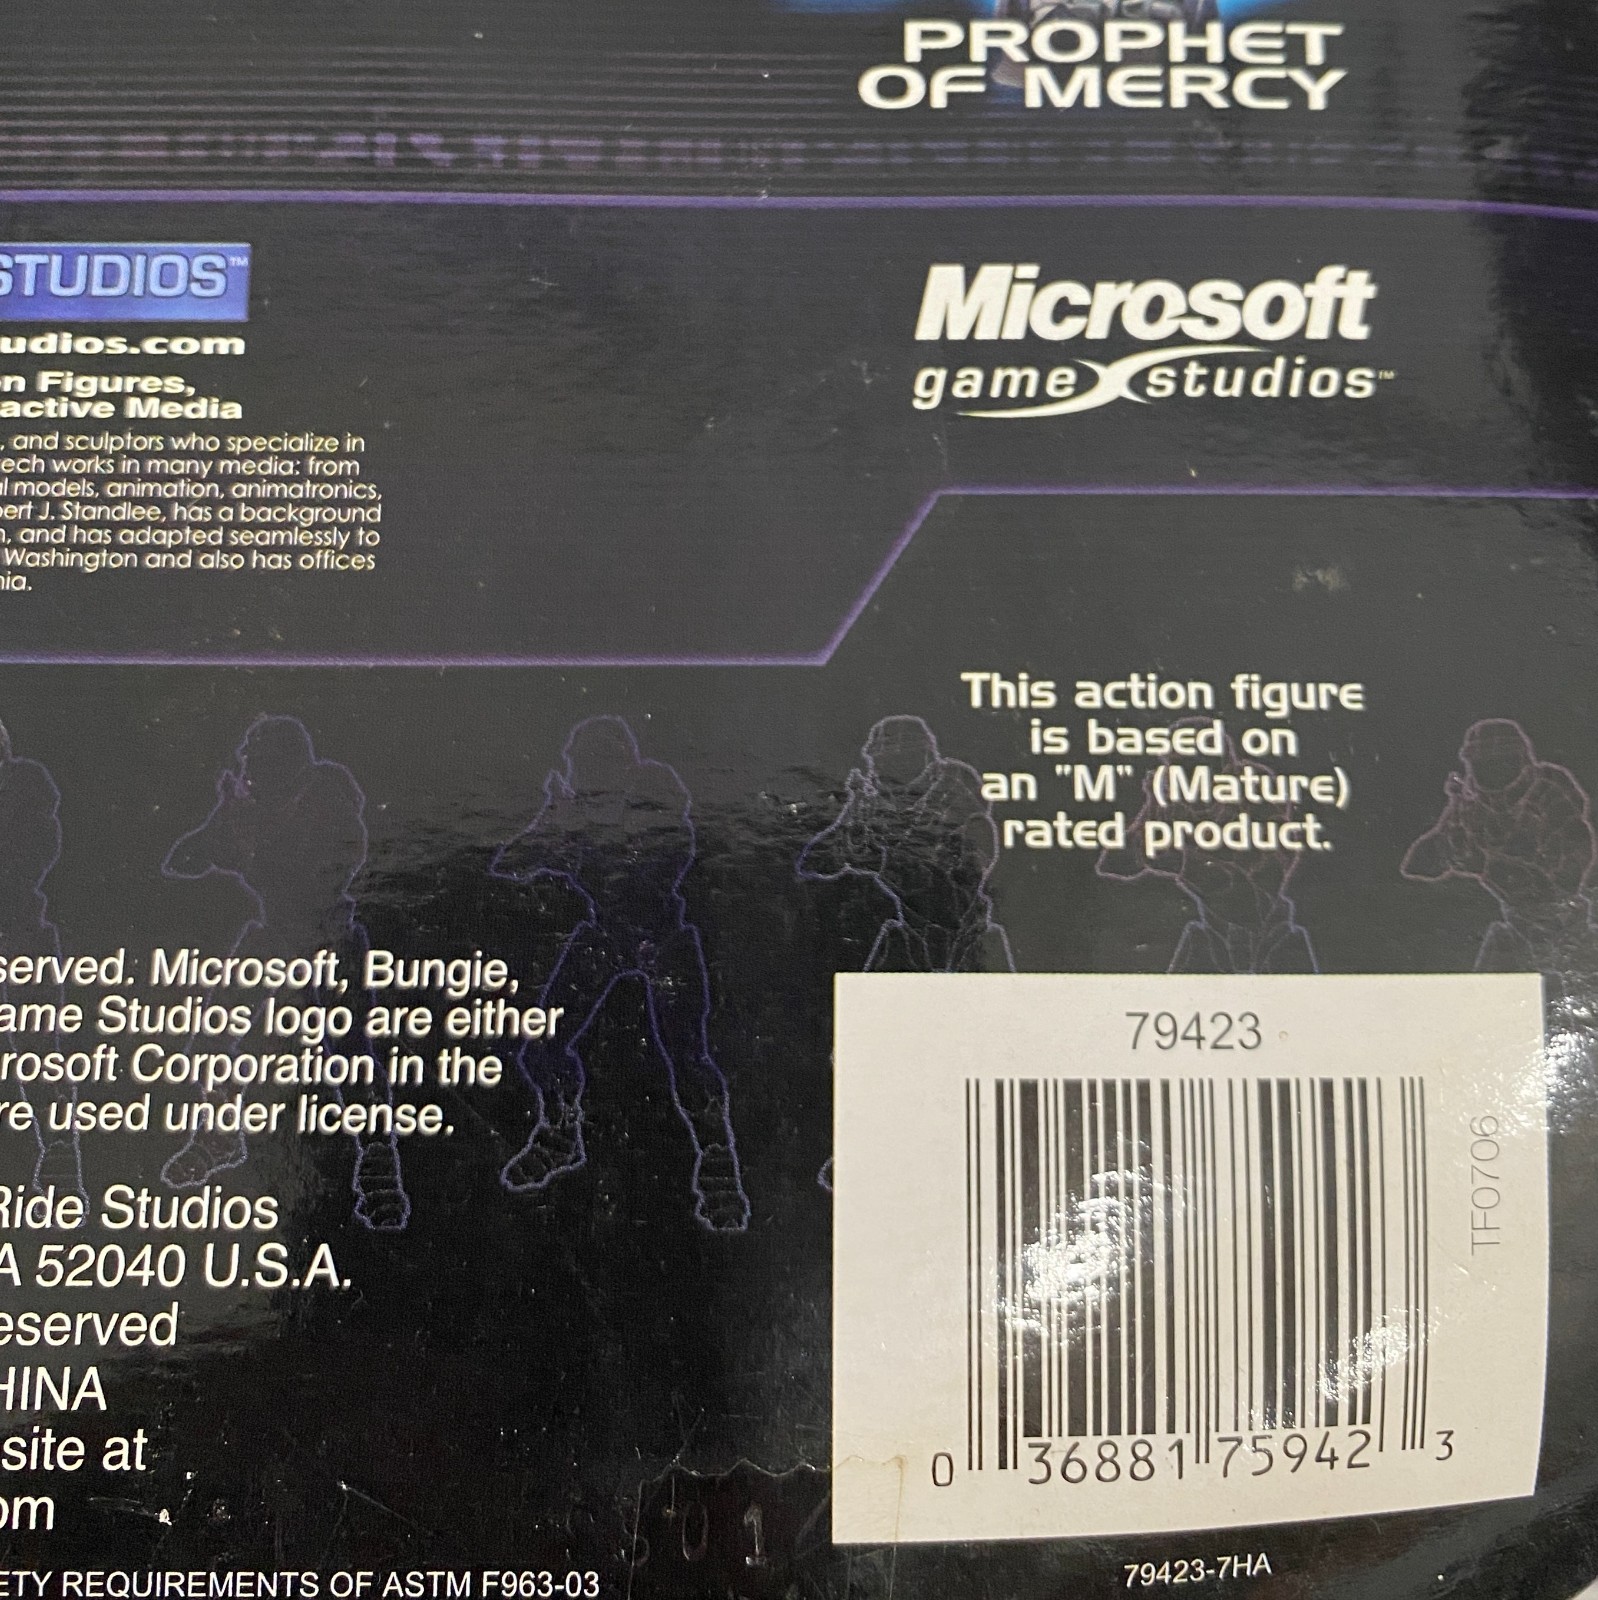 PROPHET
OF MERCY
STUDIOS™
udios.com
n Figures,
active Media
, and sculptors who specialize in
ech works in many media: from
l models, animation, animatronics,
ert J. Standlee, has a background
n, and has adapted seamlessly to
Washington and also has offices
nia.
Microsoft
game studios™
This action figure
is based on
an "M" (Mature)
rated product.
served. Microsoft, Bungie,
ame Studios logo are either
rosoft Corporation in the
re used under license.
Ride Studios
A 52040 U.S.A.
eserved
HINA
site at
om
ETY REQUIREMENTS OF ASTM F963-03
79423
TF0706
0 36881 75942 3
79423-7HA